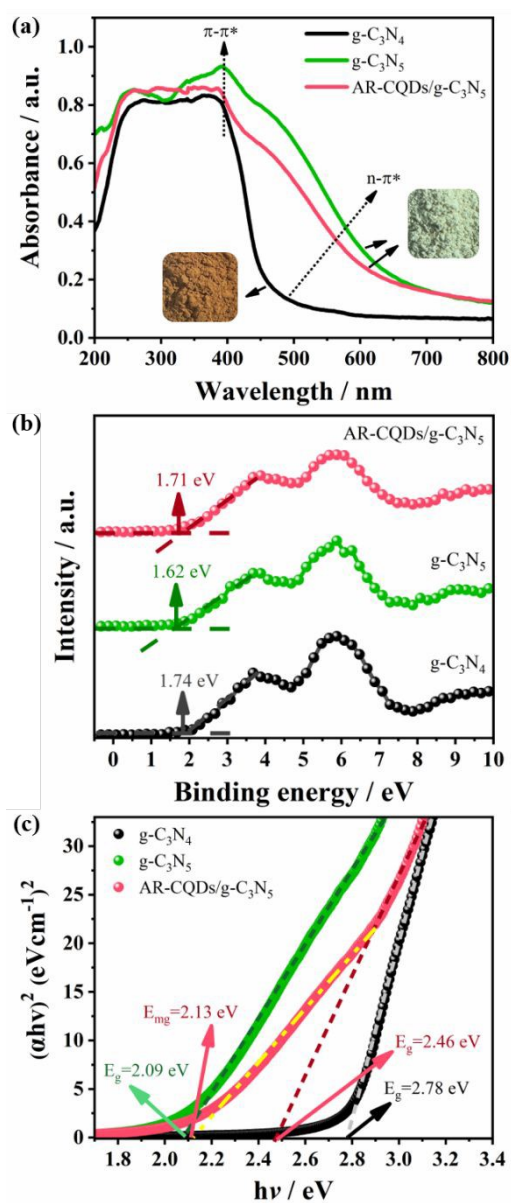 (a)
π-π*
g-C₃N₄
g-C₃N₅
AR-CQDs/g-C₃N₅
n-π*
Absorbance / a.u.
1.0
0.8
0.6
0.4
0.2
0.0
200 300 400 500 600 700 800
Wavelength / nm
(b)
AR-CQDs/g-C₃N₅
1.71 eV
g-C₃N₅
1.62 eV
g-C₃N₄
1.74 eV
Intensity / a.u.
0 1 2 3 4 5 6 7 8 9 10
Binding energy / eV
(c)
g-C₃N₄
g-C₃N₅
AR-CQDs/g-C₃N₅
(αhν)² (eVcm⁻¹)²
30
25
20
15
10
5
0
Emg=2.13 eV
Eg=2.09 eV
Eg=2.46 eV
Eg=2.78 eV
1.8 2.0 2.2 2.4 2.6 2.8 3.0 3.2 3.4
hν / eV